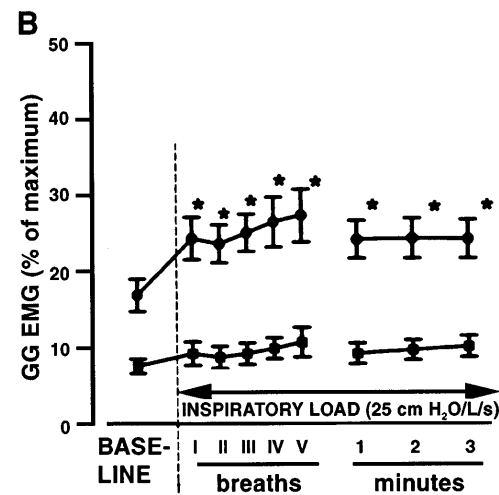 B
50
40
30
20
10
0
GG EMG (% of maximum)
* * * * * * * *
INSPIRATORY LOAD (25 cm H₂O/L/s)
BASE-
LINE
I II III IV V
breaths
1 2 3
minutes